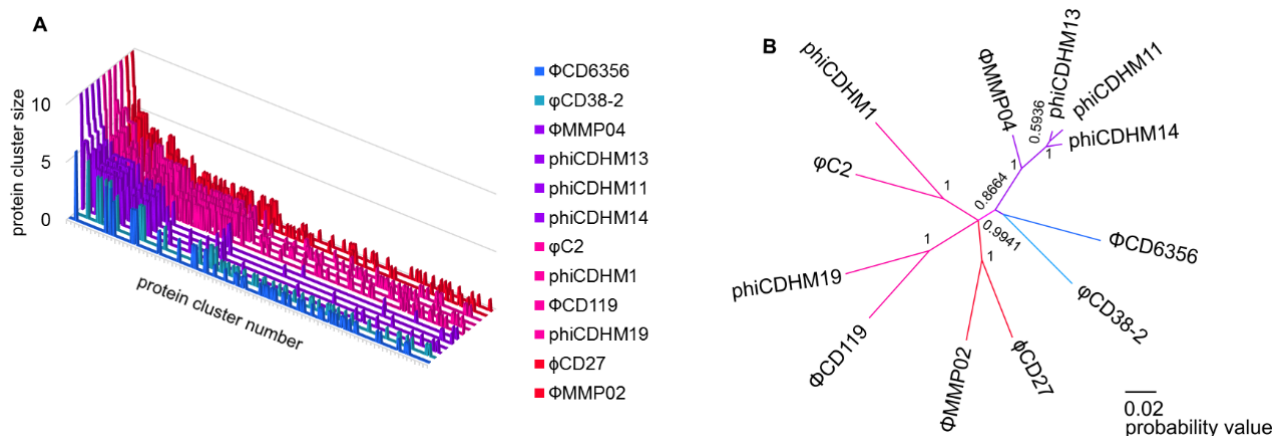 A
10
5
0
protein cluster size
protein cluster number
ΦCD6356
φCD38-2
ΦMMP04
phiCDHM13
phiCDHM11
phiCDHM14
φC2
phiCDHM1
ΦCD119
phiCDHM19
ϕCD27
ΦMMP02
B
phiCDHM1
φC2
phiCDHM19
ΦCD119
ΦMMP02
ϕCD27
φCD38-2
ΦCD6356
ΦMMP04
phiCDHM13
phiCDHM11
phiCDHM14
1
1
1
1
1
0.5936
0.8664
0.9941
0.02
probability value